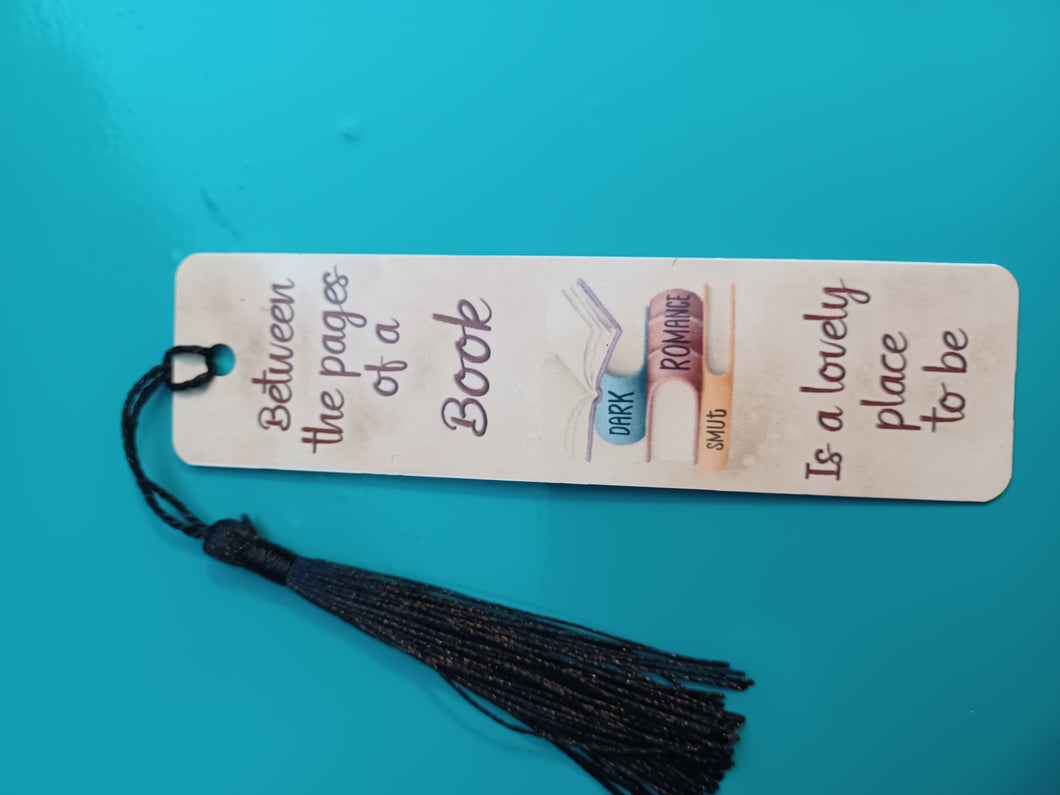 Between
the pages
of a
Book
DARK
ROMANCE
SMUt
Is a lovely
place
to be